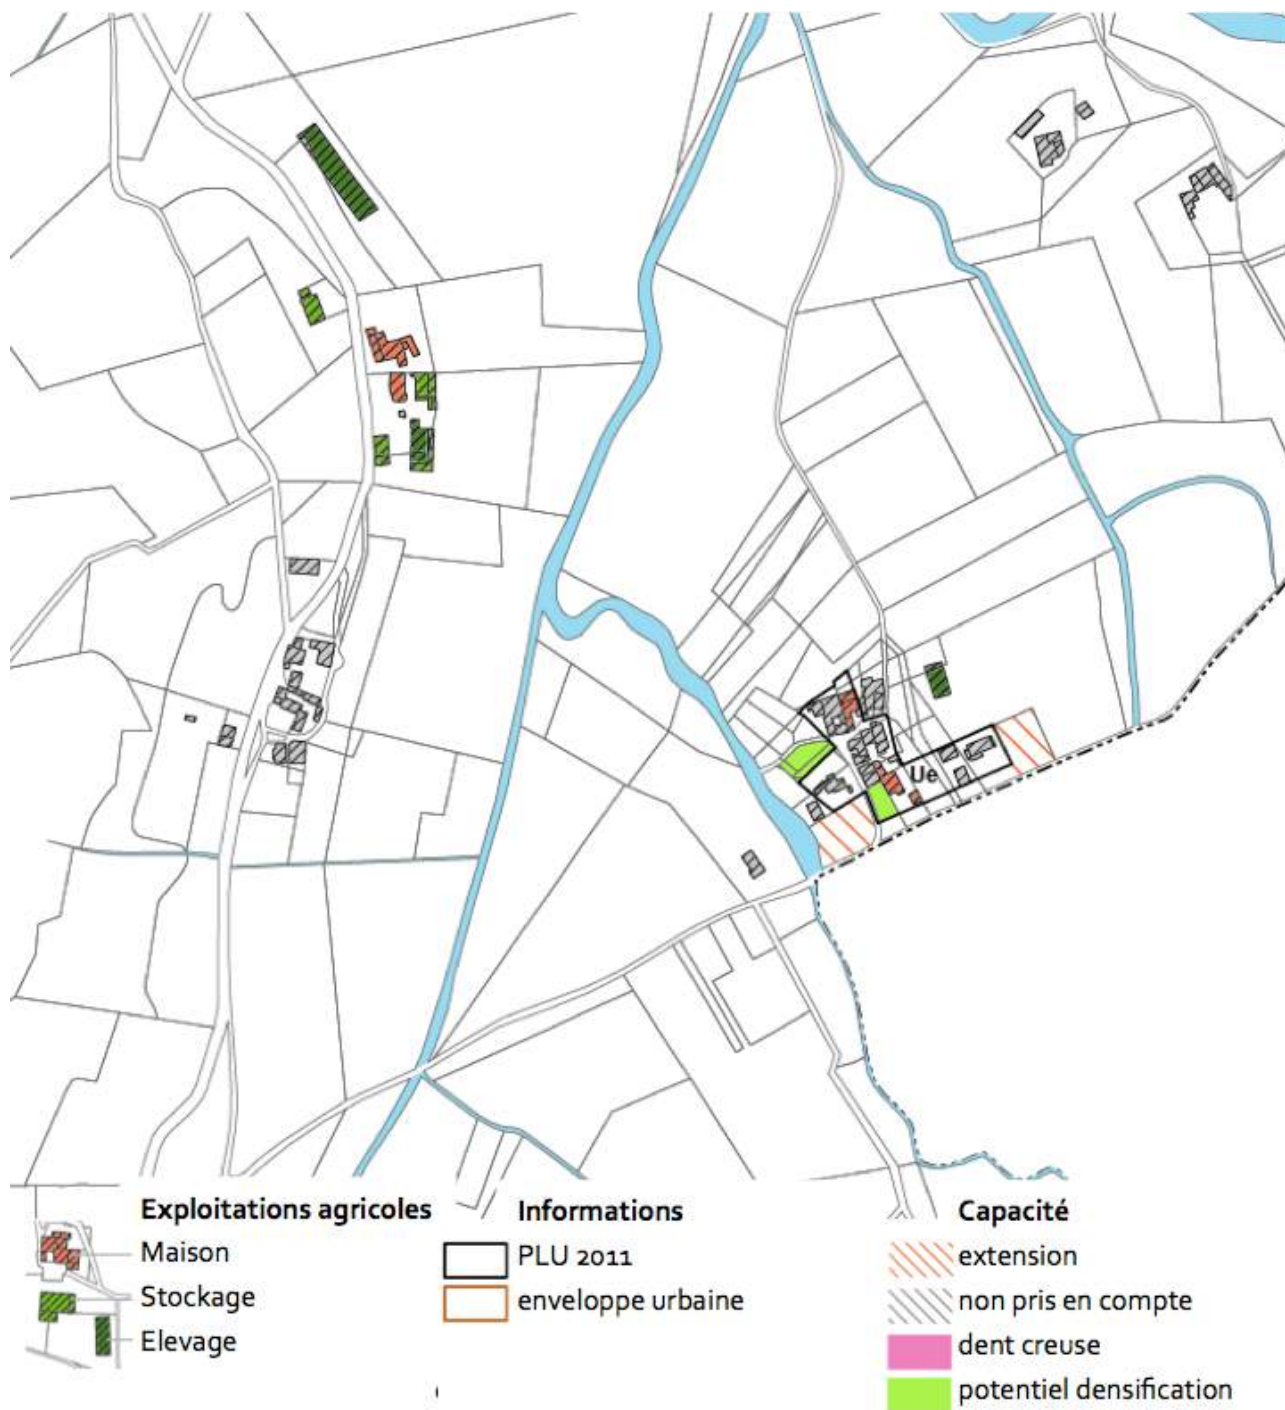 Ue
Exploitations agricoles
Maison
Stockage
Elevage
Informations
PLU 2011
enveloppe urbaine
Capacité
extension
non pris en compte
dent creuse
potentiel densification